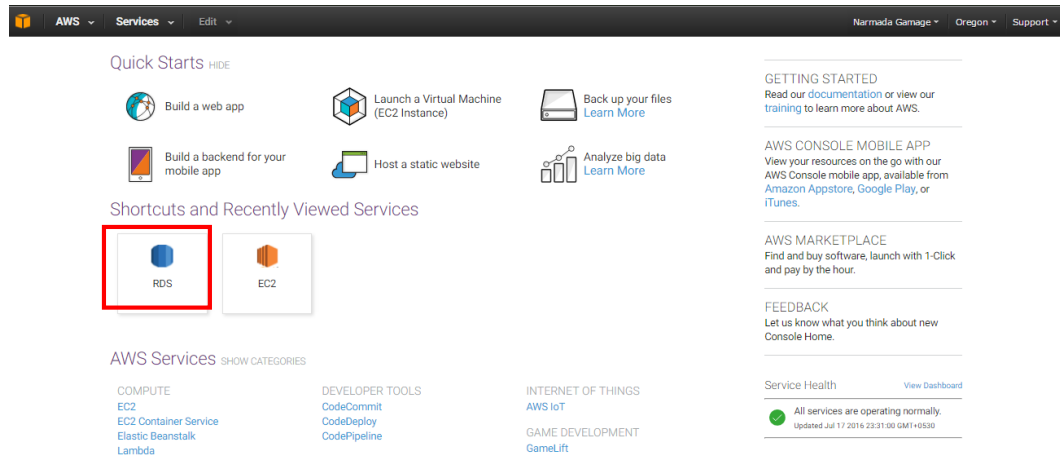 AWS Services Edit Narmada Gamage Oregon Support
Quick Starts HIDE
Build a web app
Launch a Virtual Machine
(EC2 Instance)
Back up your files
Learn More
Build a backend for your
mobile app
Host a static website
Analyze big data
Learn More
Shortcuts and Recently Viewed Services
RDS
EC2
AWS Services SHOW CATEGORIES
COMPUTE
EC2
EC2 Container Service
Elastic Beanstalk
Lambda
DEVELOPER TOOLS
CodeCommit
CodeDeploy
CodePipeline
INTERNET OF THINGS
AWS IoT
GAME DEVELOPMENT
GameLift
GETTING STARTED
Read our documentation or view our
training to learn more about AWS.
AWS CONSOLE MOBILE APP
View your resources on the go with our
AWS Console mobile app, available from
Amazon Appstore, Google Play, or
iTunes.
AWS MARKETPLACE
Find and buy software, launch with 1-Click
and pay by the hour.
FEEDBACK
Let us know what you think about new
Console Home.
Service Health View Dashboard
All services are operating normally.
Updated Jul 17 2016 23:31:00 GMT+0530